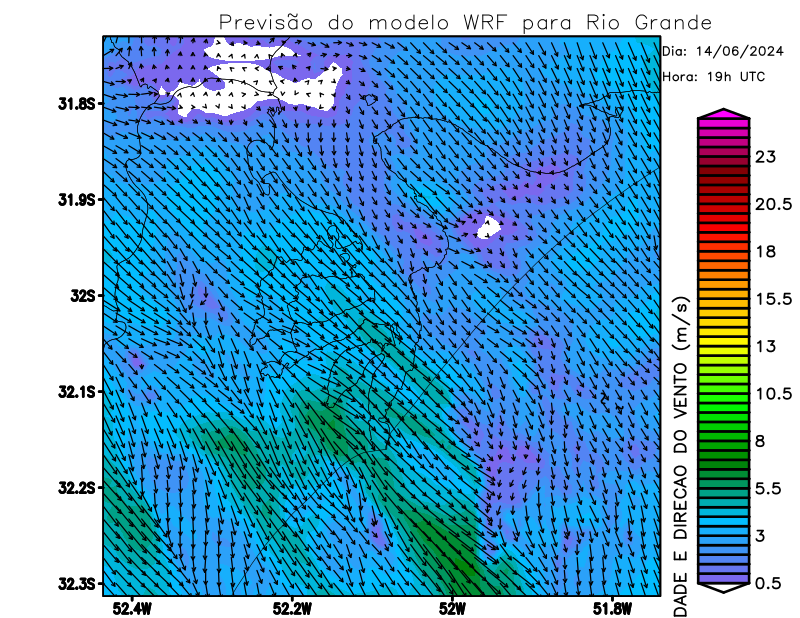 Previsão do modelo WRF para Rio Grande
Dia: 14/06/2024
Hora: 19h UTC
31.8S
31.9S
32S
32.1S
32.2S
32.3S
52.4W
52.2W
52W
51.8W
DADE E DIRECAO DO VENTO (m/s)
23
20.5
18
15.5
13
10.5
8
5.5
3
0.5